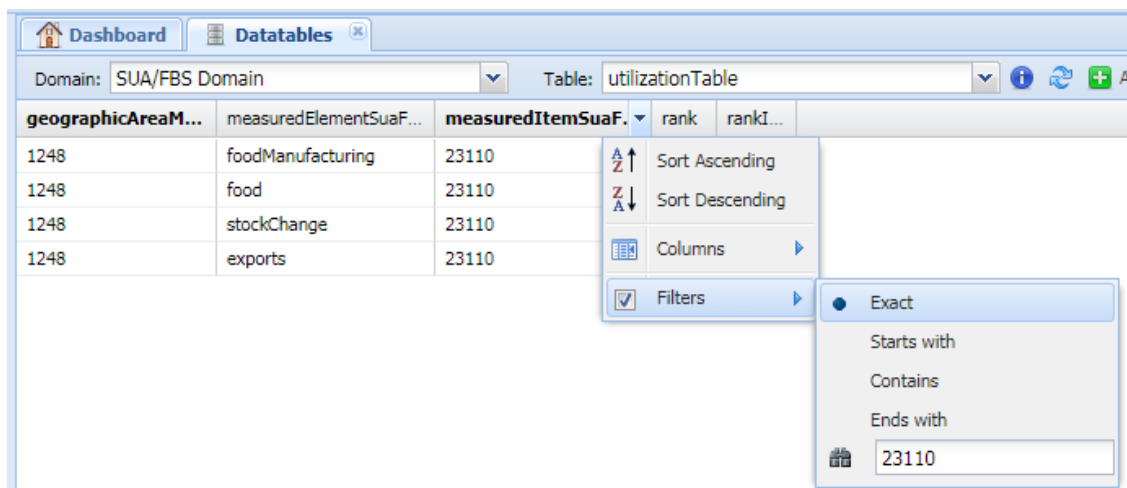 Dashboard Datatables
Domain: SUA/FBS Domain Table: utilizationTable A
geographicAreaM... measuredElementSuaF... measuredItemSuaF. rank rankI...
1248 foodManufacturing 23110
1248 food 23110
1248 stockChange 23110
1248 exports 23110
Sort Ascending
Sort Descending
Columns
Filters
Exact
Starts with
Contains
Ends with
23110